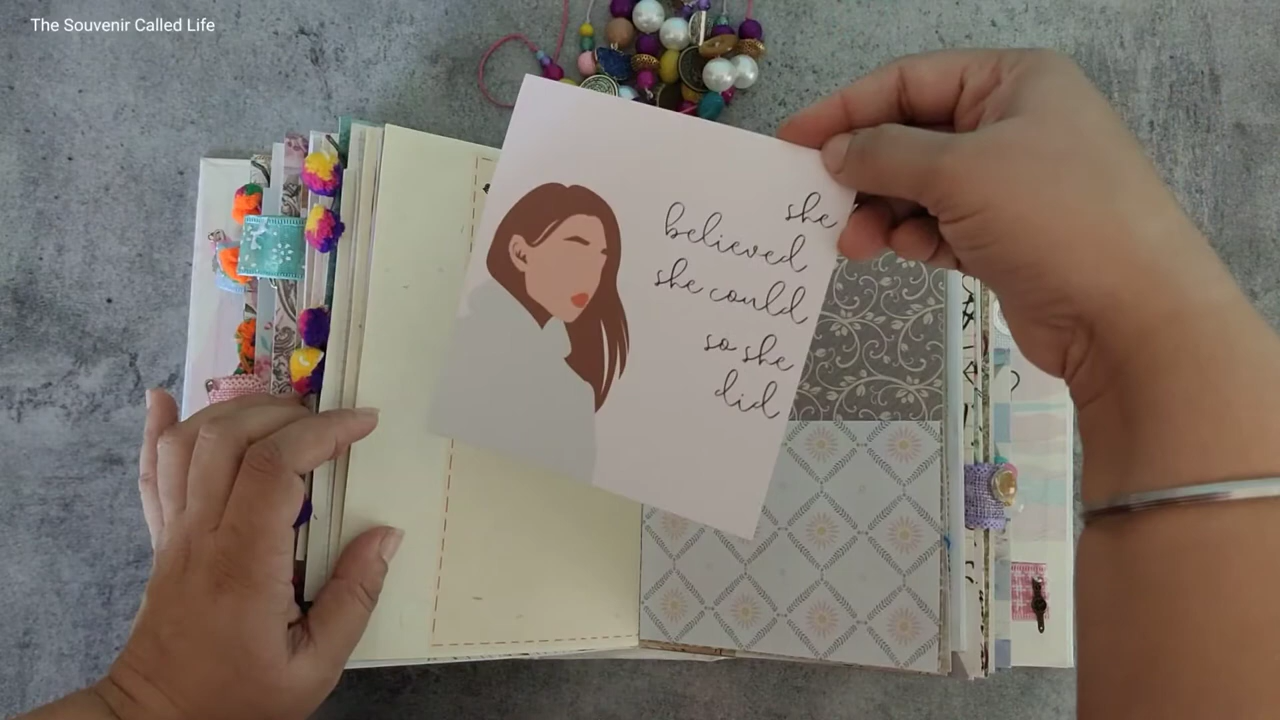 The Souvenir Called Life
she
believed
she could
so she
did